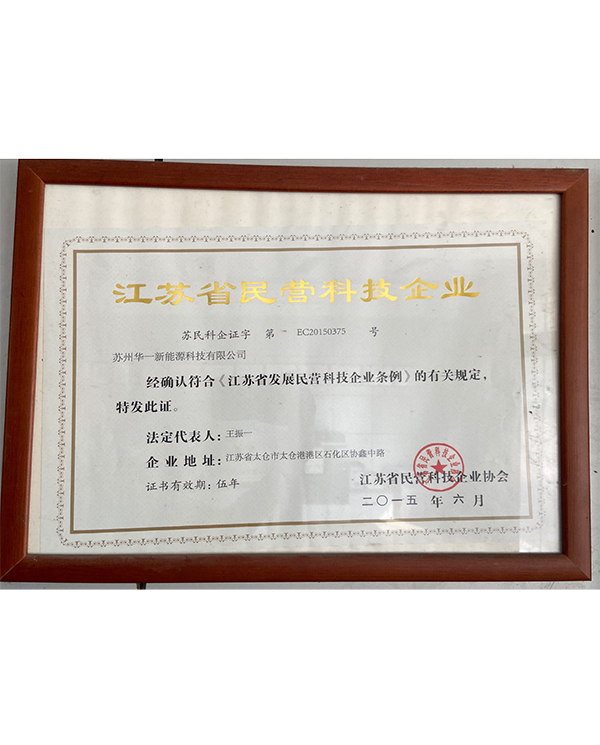 江苏省民营科技企业
苏民科企证字 第 EC20150375 号
苏州华一新能源科技有限公司
经确认符合《江苏省发展民营科技企业条例》的有关规定，
特发此证。
法定代表人：王振一
企业地址：江苏省太仓市太仓港港区石化区协鑫中路
证书有效期：伍年
江苏省民营科技企业协会
二〇一五年六月